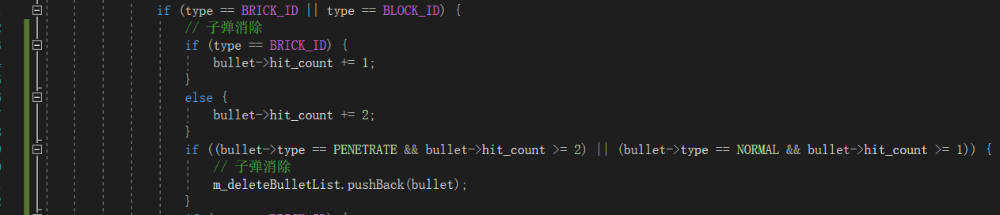 if (type == BRICK_ID || type == BLOCK_ID) {
// 子弹消除
if (type == BRICK_ID) {
bullet->hit_count += 1;
}
else {
bullet->hit_count += 2;
}
if ((bullet->type == PENETRATE && bullet->hit_count >= 2) || (bullet->type == NORMAL && bullet->hit_count >= 1)) {
// 子弹消除
m_deleteBulletList.pushBack(bullet);
}